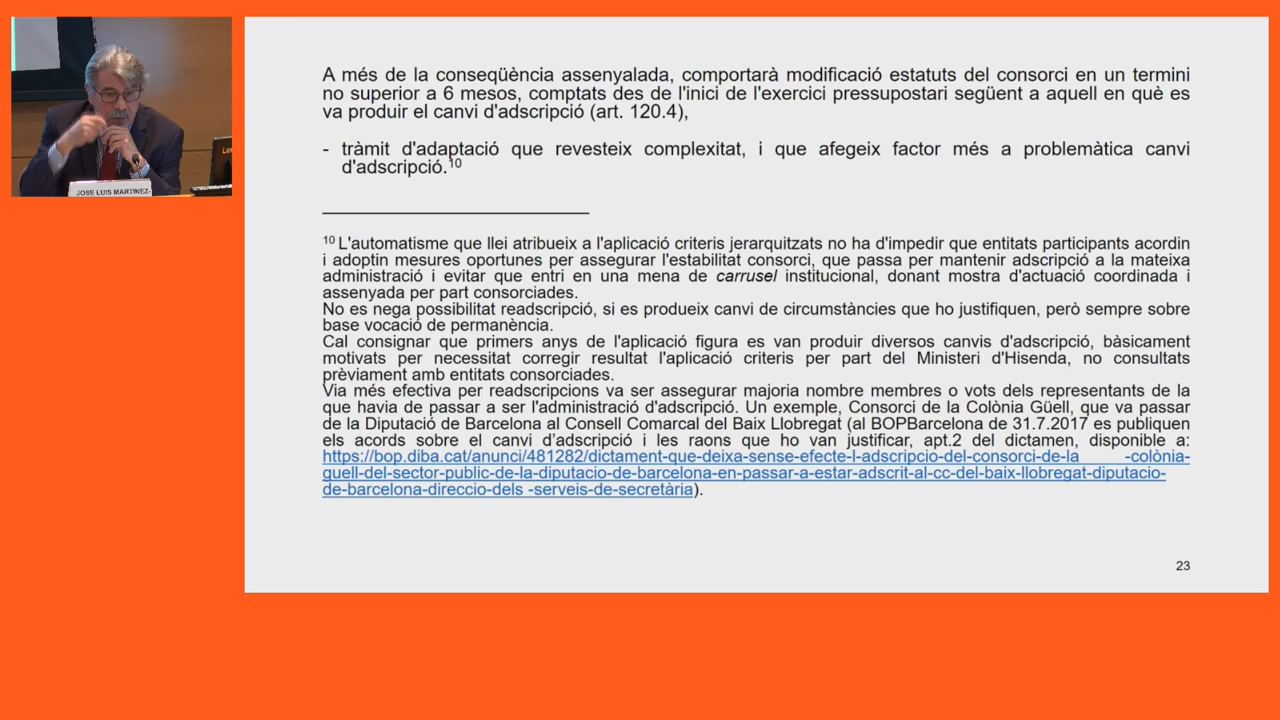 JOSE LUIS MARTINEZ-
A més de la conseqüència assenyalada, comportarà modificació estatuts del consorci en un termini
no superior a 6 mesos, comptats des de l'inici de l'exercici pressupostari següent a aquell en què es
va produir el canvi d'adscripció (art. 120.4),
- tràmit d'adaptació que revesteix complexitat, i que afegeix factor més a problemàtica canvi
d'adscripció.10
10 L'automatisme que llei atribueix a l'aplicació criteris jerarquitzats no ha d'impedir que entitats participants acordin
i adoptin mesures oportunes per assegurar l'estabilitat consorci, que passa per mantenir adscripció a la mateixa
administració i evitar que entri en una mena de carrusel institucional, donant mostra d'actuació coordinada i
assenyada per part consorciades.
No es nega possibilitat readscripció, si es produeix canvi de circumstàncies que ho justifiquen, però sempre sobre
base vocació de permanència.
Cal consignar que primers anys de l'aplicació figura es van produir diversos canvis d'adscripció, bàsicament
motivats per necessitat corregir resultat l'aplicació criteris per part del Ministeri d'Hisenda, no consultats
prèviament amb entitats consorciades.
Via més efectiva per readscripcions va ser assegurar majoria nombre membres o vots dels representants de la
que havia de passar a ser l'administració d'adscripció. Un exemple, Consorci de la Colònia Güell, que va passar
de la Diputació de Barcelona al Consell Comarcal del Baix Llobregat (al BOPBarcelona de 31.7.2017 es publiquen
els acords sobre el canvi d'adscripció i les raons que ho van justificar, apt.2 del dictamen, disponible a:
https://bop.diba.cat/anunci/481282/dictament-que-deixa-sense-efecte-l-adscripcio-del-consorci-de-la -colònia-
guell-del-sector-public-de-la-diputacio-de-barcelona-en-passar-a-estar-adscrit-al-cc-del-baix-llobregat-diputacio-
de-barcelona-direccio-dels -serveis-de-secretària).
23